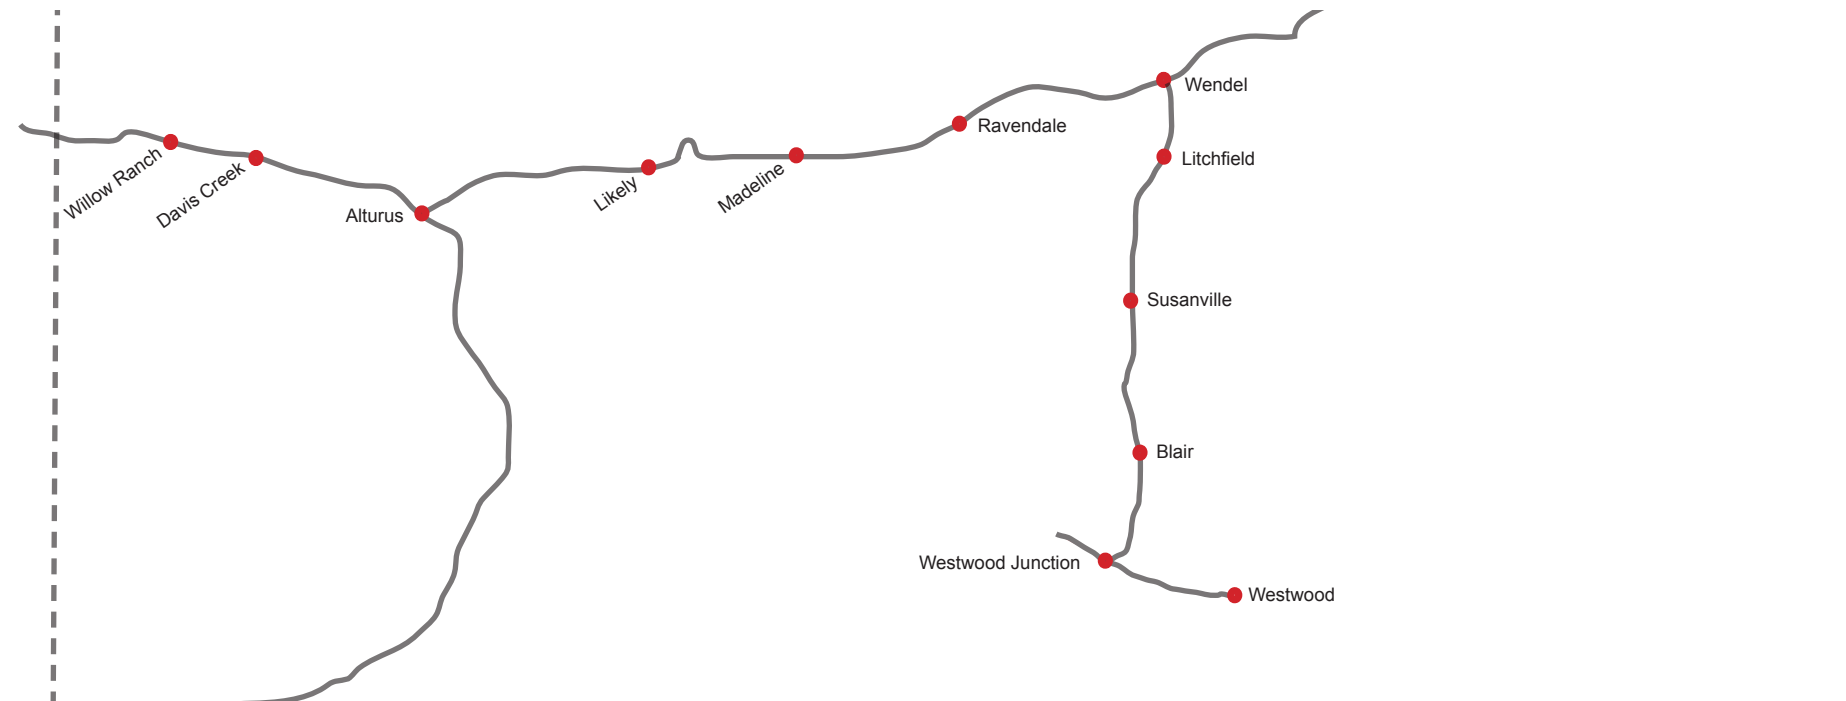 Wendel
Ravendale
Litchfield
Willow Ranch
Davis Creek
Likely
Madeline
Alturus
Susanville
Blair
Westwood Junction
Westwood